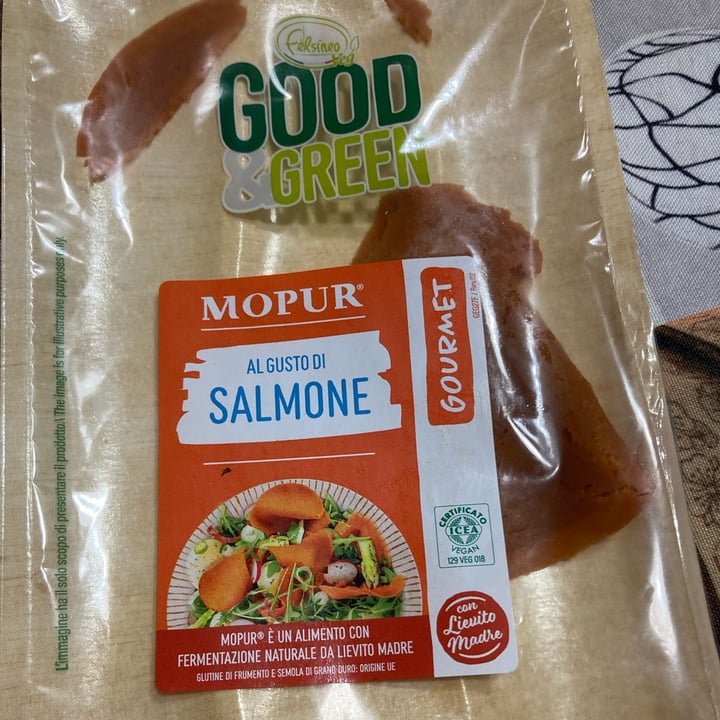 Felsineo
Veg
GOOD
&GREEN
MOPUR®
AL GUSTO DI
SALMONE
GOURMET
CERTIFICATO
ICEA
VEGAN
129 VEG 018
con
Lievito
Madre
MOPUR® È UN ALIMENTO CON
FERMENTAZIONE NATURALE DA LIEVITO MADRE
GLUTINE DI FRUMENTO E SEMOLA DI GRANO DURO: ORIGINE UE
L'immagine ha il solo scopo di presentare il prodotto.\ The image is for illustrative purposes only.